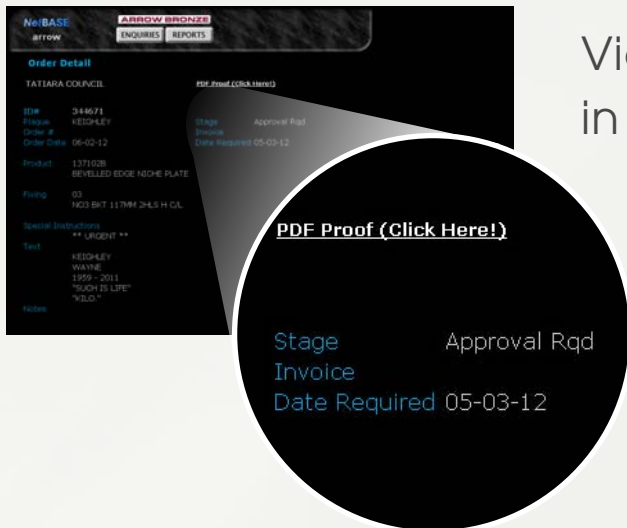 Net!BASE
arrow
ARROW BRONZE
ENQUIRIES REPORTS
Order Detail
TATIARA COUNCIL PDF Proof (Click Here!)
ID# 344671
Plaque KEIGHLEY Stage Approval Rqd
Order # Invoice
Order Date 06-02-12 Date Required 05-03-12
Product 137102B
BEVELLED EDGE NICHE PLATE
Fixing 03
NO3 BKT 117MM 2HLS H C/L
Special Instructions
** URGENT **
Text
KEIGHLEY
WAYNE
1959 - 2011
"SUCH IS LIFE"
"KILO."
Notes
in
PDF Proof (Click Here!)
Stage Approval Rqd
Invoice
Date Required 05-03-12